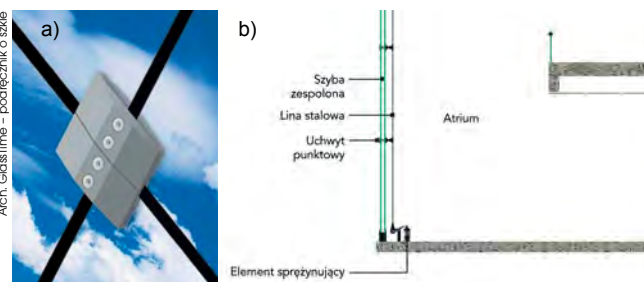 Arch. Glasstime – podręcznik o szkle
a)
b)
Szyba
zespolona
Lina stalowa
Uchwyt
punktowy
Atrium
Element sprężynujący